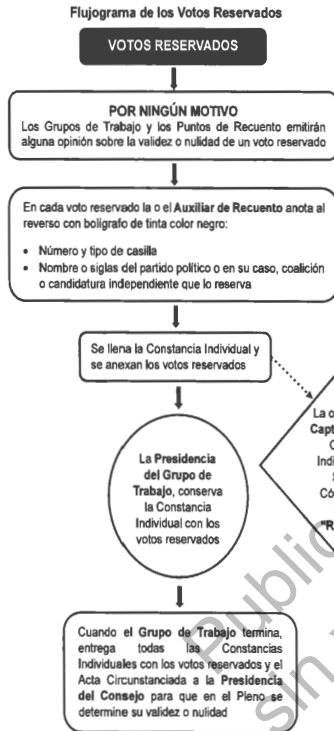 Flujograma de los Votos Reservados
VOTOS RESERVADOS
POR NINGÚN MOTIVO
Los Grupos de Trabajo y los Puntos de Recuento emitirán
alguna opinión sobre la validez o nulidad de un voto reservado
En cada voto reservado la o el Auxiliar de Recuento anota al
reverso con bolígrafo de tinta color negro:
• Número y tipo de casilla
• Nombre o siglas del partido político o en su caso, coalición
o candidatura independiente que lo reserva
Se llena la Constancia Individual y
se anexan los votos reservados
La Presidencia
del Grupo de
Trabajo, conserva
la Constancia
Individual con los
votos reservados
La o
Capt
Indi
Có
"R
Cuando el Grupo de Trabajo termina,
entrega todas las Constancias
Individuales con los votos reservados y el
Acta Circunstanciada a la Presidencia
del Consejo para que en el Pleno se
determine su validez o nulidad
Public
sin